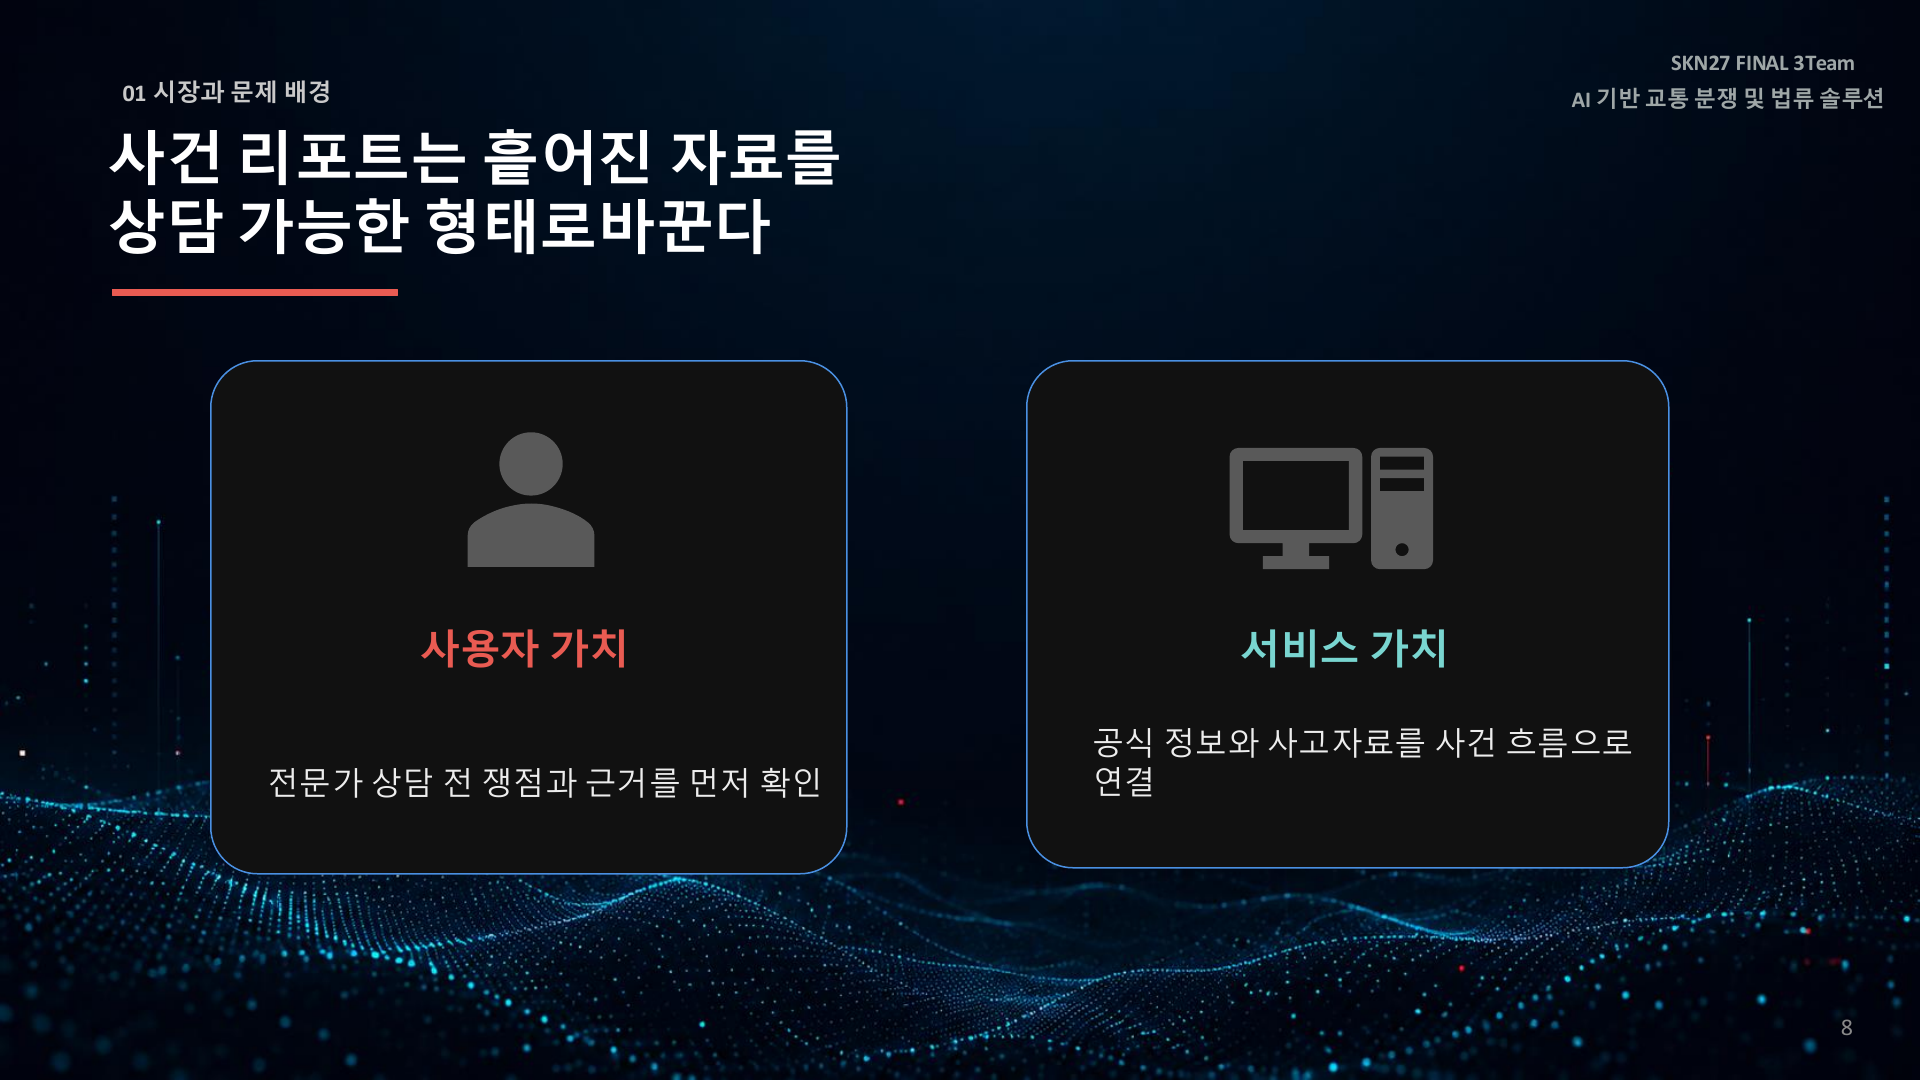 SKN27 FINAL 3Team
AI 기반 교통 분쟁 및 법류 솔루션
01 시장과 문제 배경
사건 리포트는 흩어진 자료를
상담 가능한 형태로바꾼다
사용자 가치
전문가 상담 전 쟁점과 근거를 먼저 확인
서비스 가치
공식 정보와 사고자료를 사건 흐름으로
연결
8